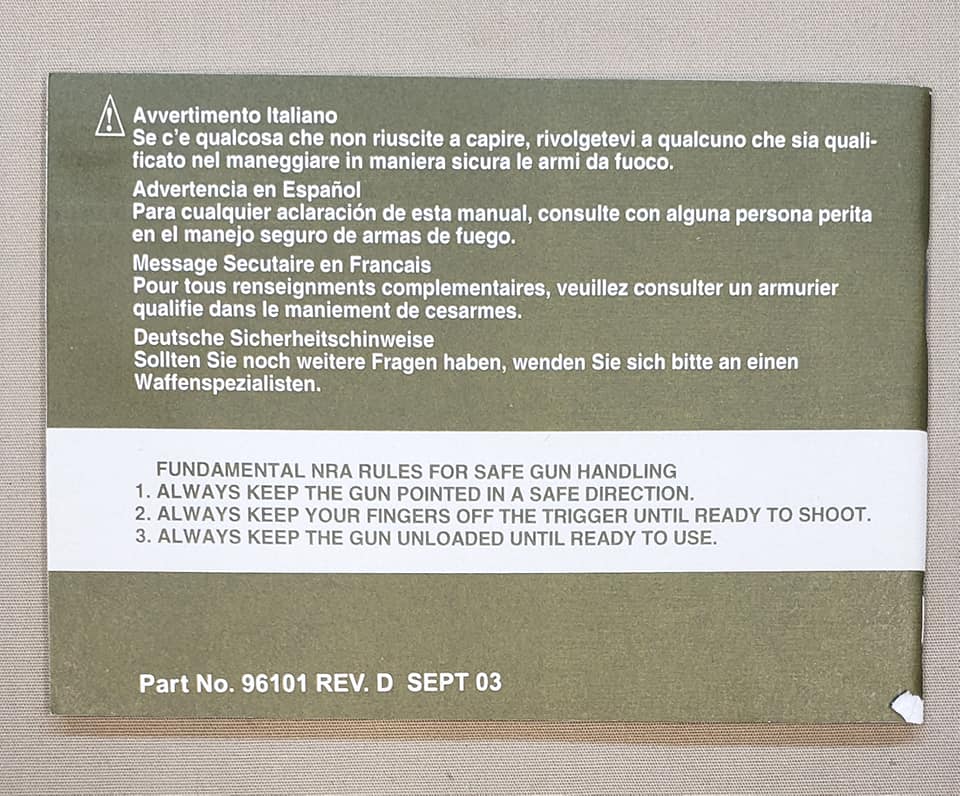 Avvertimento Italiano
Se c'e qualcosa che non riuscite a capire, rivolgetevi a qualcuno che sia quali-
ficato nel maneggiare in maniera sicura le armi da fuoco.
Advertencia en Español
Para cualquier aclaración de esta manual, consulte con alguna persona perita
en el manejo seguro de armas de fuego.
Message Secutaire en Francais
Pour tous renseignments complementaires, veuillez consulter un armurier
qualifie dans le maniement de cesarmes.
Deutsche Sicherheitschinweise
Sollten Sie noch weitere Fragen haben, wenden Sie sich bitte an einen
Waffenspezialisten.
FUNDAMENTAL NRA RULES FOR SAFE GUN HANDLING
1. ALWAYS KEEP THE GUN POINTED IN A SAFE DIRECTION.
2. ALWAYS KEEP YOUR FINGERS OFF THE TRIGGER UNTIL READY TO SHOOT.
3. ALWAYS KEEP THE GUN UNLOADED UNTIL READY TO USE.
Part No. 96101 REV. D SEPT 03